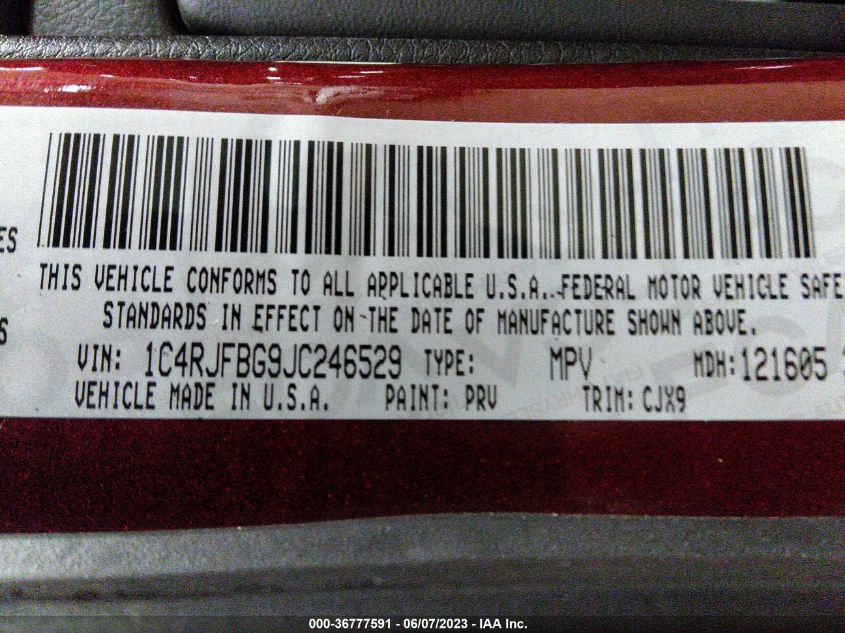 ES
THIS VEHICLE CONFORMS TO ALL APPLICABLE U.S.A. FEDERAL MOTOR VEHICLE SAFE
STANDARDS IN EFFECT ON THE DATE OF MANUFACTURE SHOWN ABOVE.
S
VIN: 1C4RJFBG9JC246529 TYPE: MPV MDH: 121605
VEHICLE MADE IN U.S.A. PAINT: PRV TRIM: CJX9
000-36777591 - 06/07/2023 - IAA Inc.